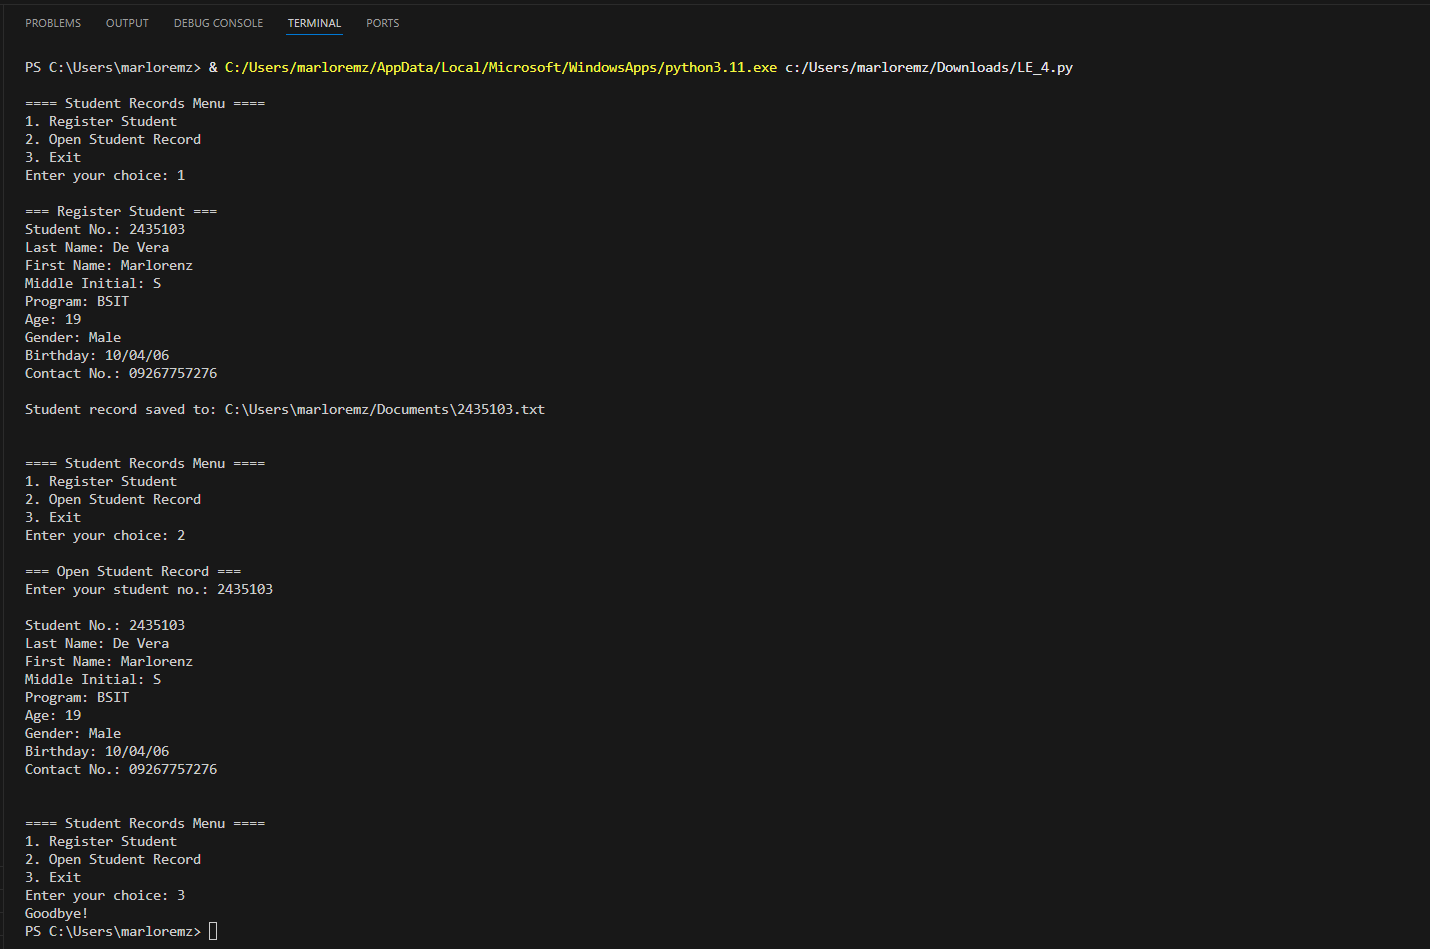 PROBLEMS OUTPUT DEBUG CONSOLE TERMINAL PORTS
PS C:\Users\marloremz> & C:/Users/marloremz/AppData/Local/Microsoft/WindowsApps/python3.11.exe c:/Users/marloremz/Downloads/LE_4.py
==== Student Records Menu ====
1. Register Student
2. Open Student Record
3. Exit
Enter your choice: 1
=== Register Student ===
Student No.: 2435103
Last Name: De Vera
First Name: Marlorenz
Middle Initial: S
Program: BSIT
Age: 19
Gender: Male
Birthday: 10/04/06
Contact No.: 09267757276
Student record saved to: C:\Users\marloremz/Documents\2435103.txt
==== Student Records Menu ====
1. Register Student
2. Open Student Record
3. Exit
Enter your choice: 2
=== Open Student Record ===
Enter your student no.: 2435103
Student No.: 2435103
Last Name: De Vera
First Name: Marlorenz
Middle Initial: S
Program: BSIT
Age: 19
Gender: Male
Birthday: 10/04/06
Contact No.: 09267757276
==== Student Records Menu ====
1. Register Student
2. Open Student Record
3. Exit
Enter your choice: 3
Goodbye!
PS C:\Users\marloremz>